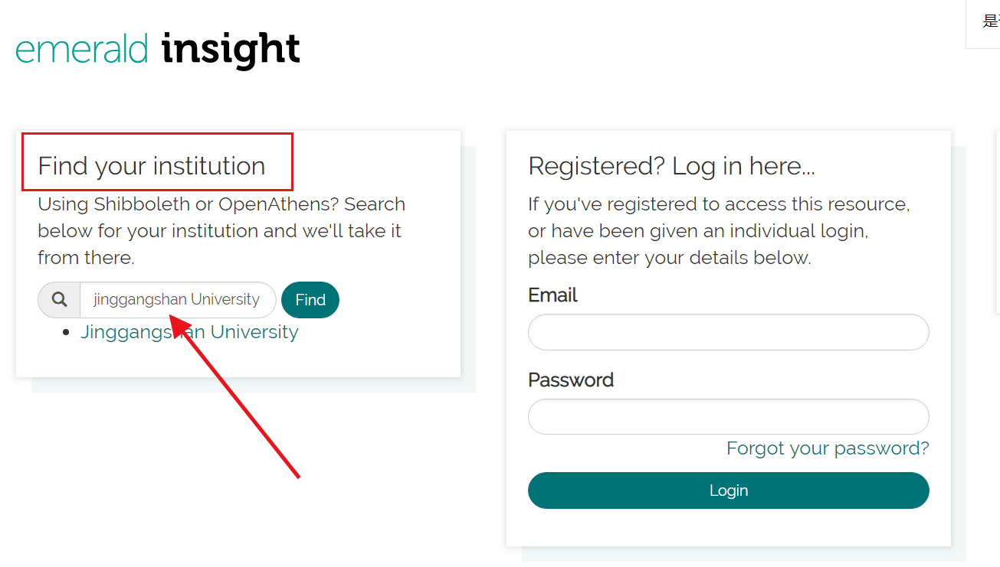 是
emerald insight
Find your institution
Using Shibboleth or OpenAthens? Search
below for your institution and we'll take it
from there.
jinggangshan University
Find
Jinggangshan University
Registered? Log in here...
If you've registered to access this resource,
or have been given an individual login,
please enter your details below.
Email
Password
Forgot your password?
Login